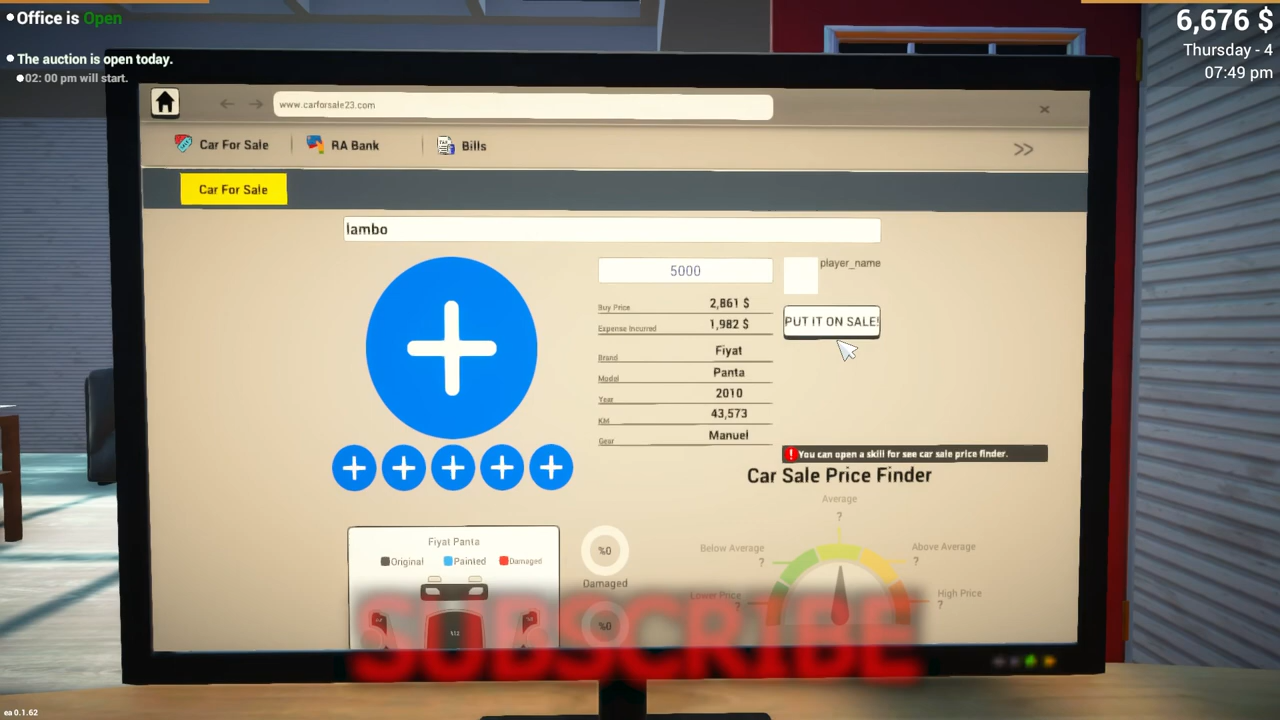 Office is Open
The auction is open today.
02: 00 pm will start.
6,676 $
Thursday - 4
07:49 pm
www.carforsale23.com
Car For Sale
RA Bank
Bills
>>
Car For Sale
lambo
5000
player_name
Buy Price 2,861 $
PUT IT ON SALE!
Expense Incurred 1,982 $
Brand Fiyat
Model Panta
Year 2010
KM 43,573
Gear Manuel
! You can open a skill for see car sale price finder.
Car Sale Price Finder
Average
?
Below Average
?
Above Average
?
Lower Price
?
High Price
?
Fiyat Panta
Original Painted Damaged
%0
Damaged
%0
SUBSCRIBE
ea 0.1.62